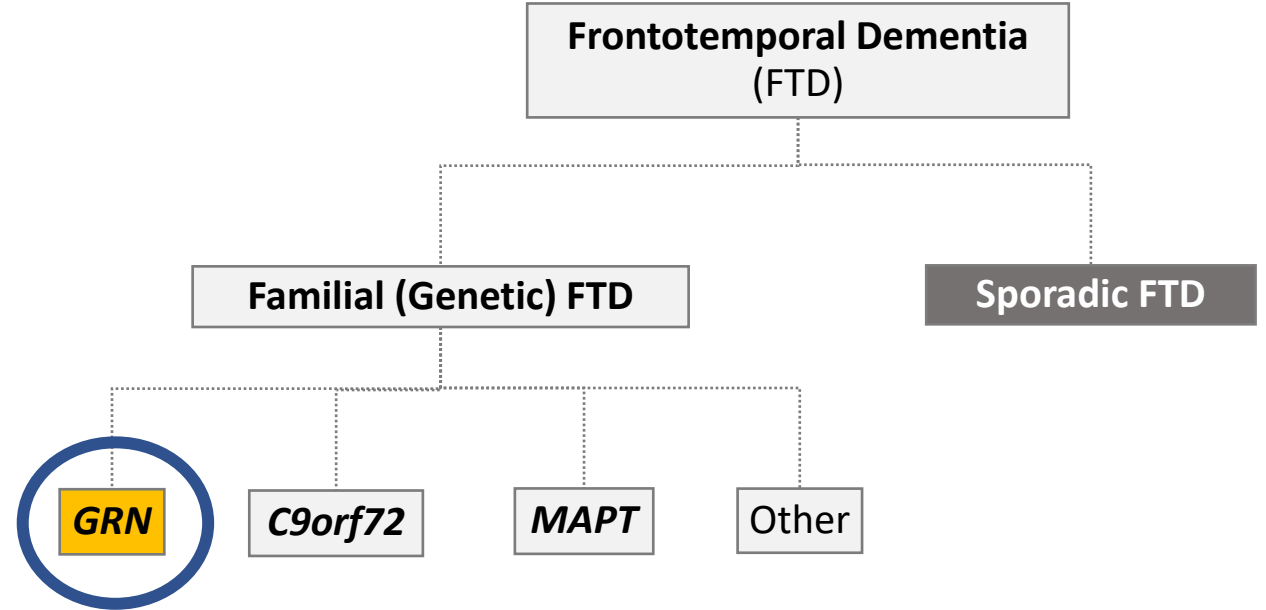 Frontotemporal Dementia
(FTD)
Familial (Genetic) FTD
Sporadic FTD
GRN
C9orf72
MAPT
Other